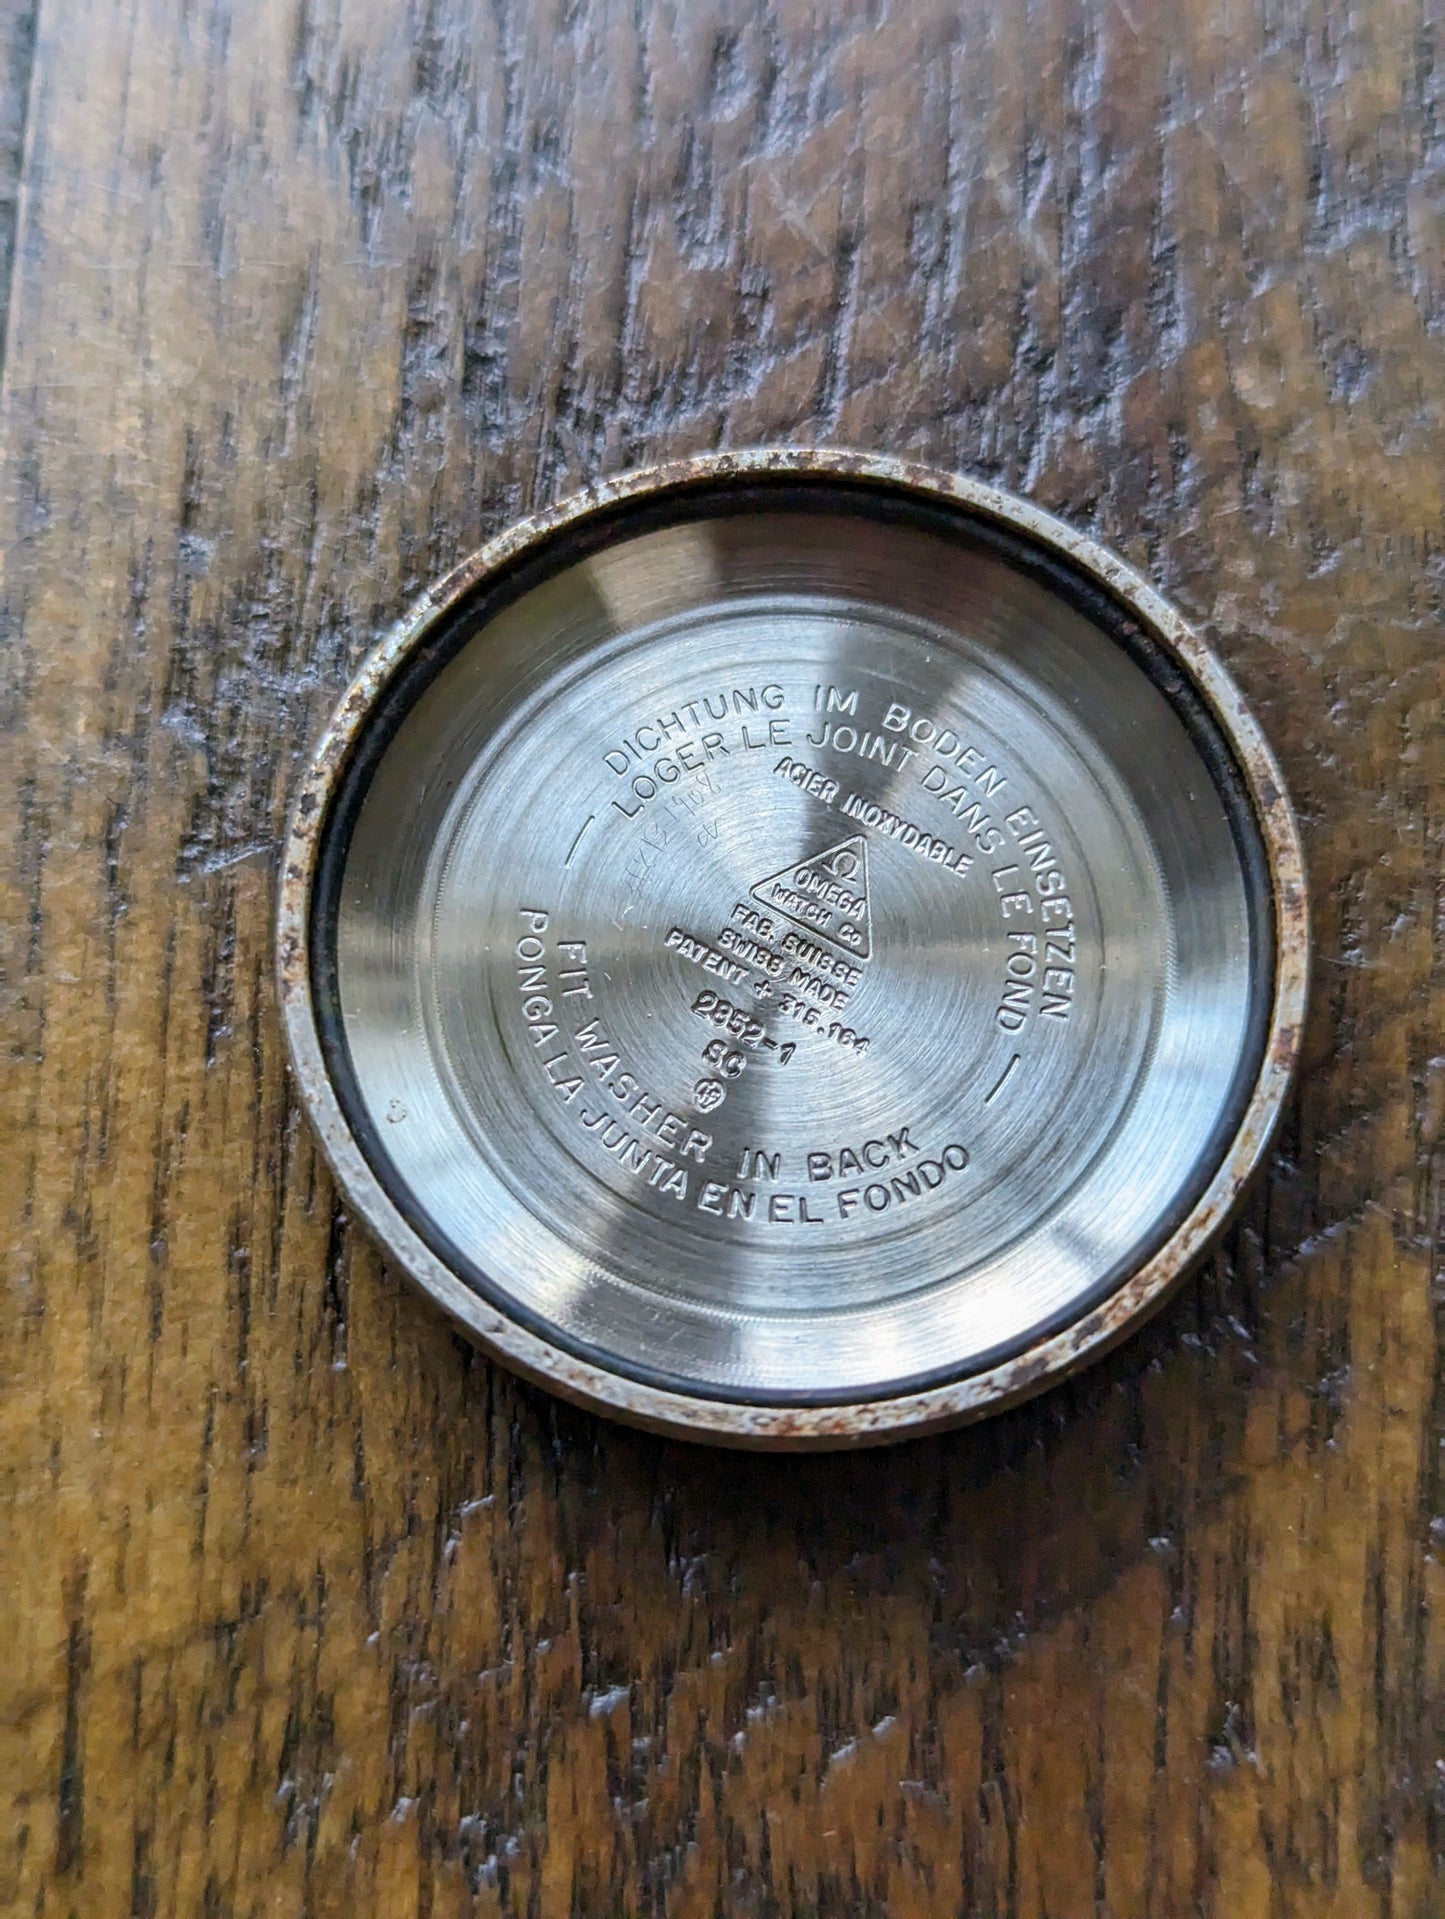 DICHTUNG IM BODEN EINSETZEN
— LOGER LE JOINT DANS LE FOND —
ACIER INOXYDABLE
Ω
OMEGA
WATCH Co
FAB. SUISSE
SWISS MADE
PATENT + 315.164
2852-1
SC
FIT WASHER IN BACK
PONGA LA JUNTA EN EL FONDO